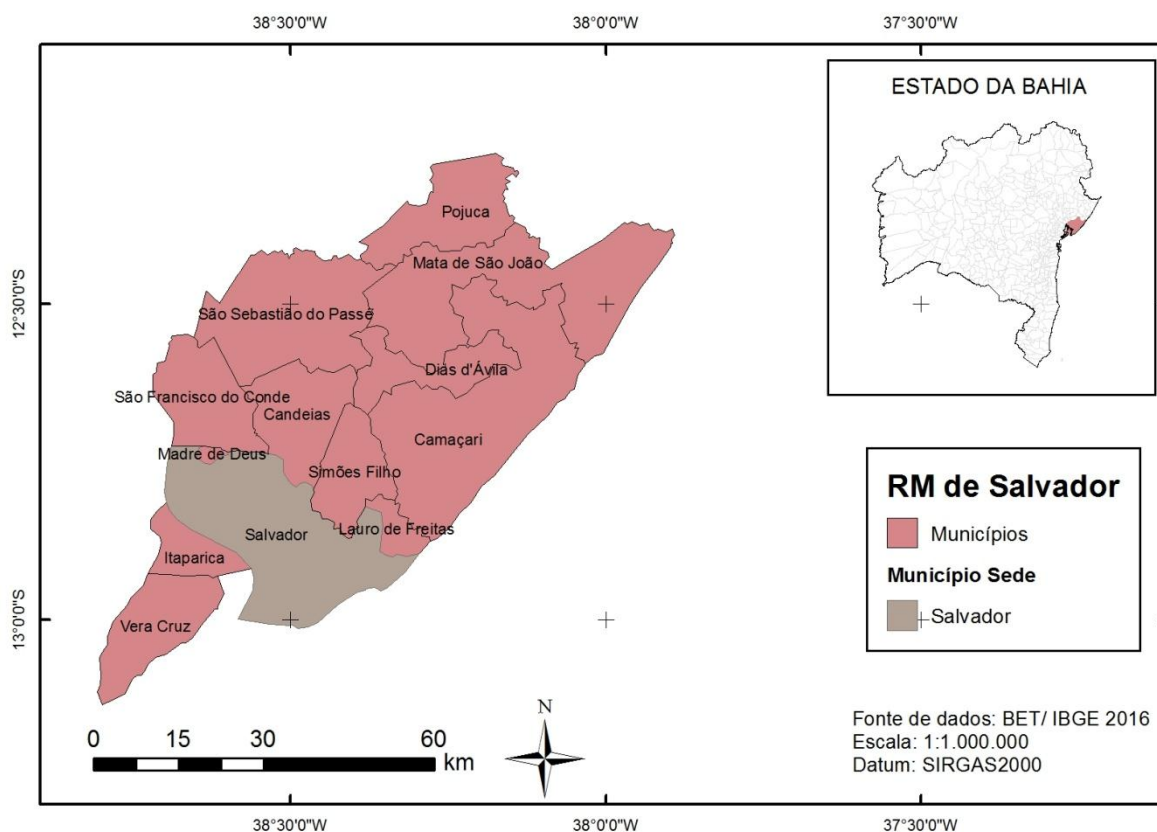 38°30'0"W
38°0'0"W
37°30'0"W
ESTADO DA BAHIA
Pojuca
Mata de São João
12°30'0"S
12°30'0"S
São Sebastião do Passé
Dias d'Ávila
São Francisco do Conde
Candeias
Camaçari
Madre de Deus
Simões Filho
Salvador
Lauro de Freitas
Itaparica
Vera Cruz
13°0'0"S
RM de Salvador
Municípios
Município Sede
Salvador
N
0 15 30 60
km
Fonte de dados: BET/ IBGE 2016
Escala: 1:1.000.000
Datum: SIRGAS2000
38°30'0"W
38°0'0"W
37°30'0"W